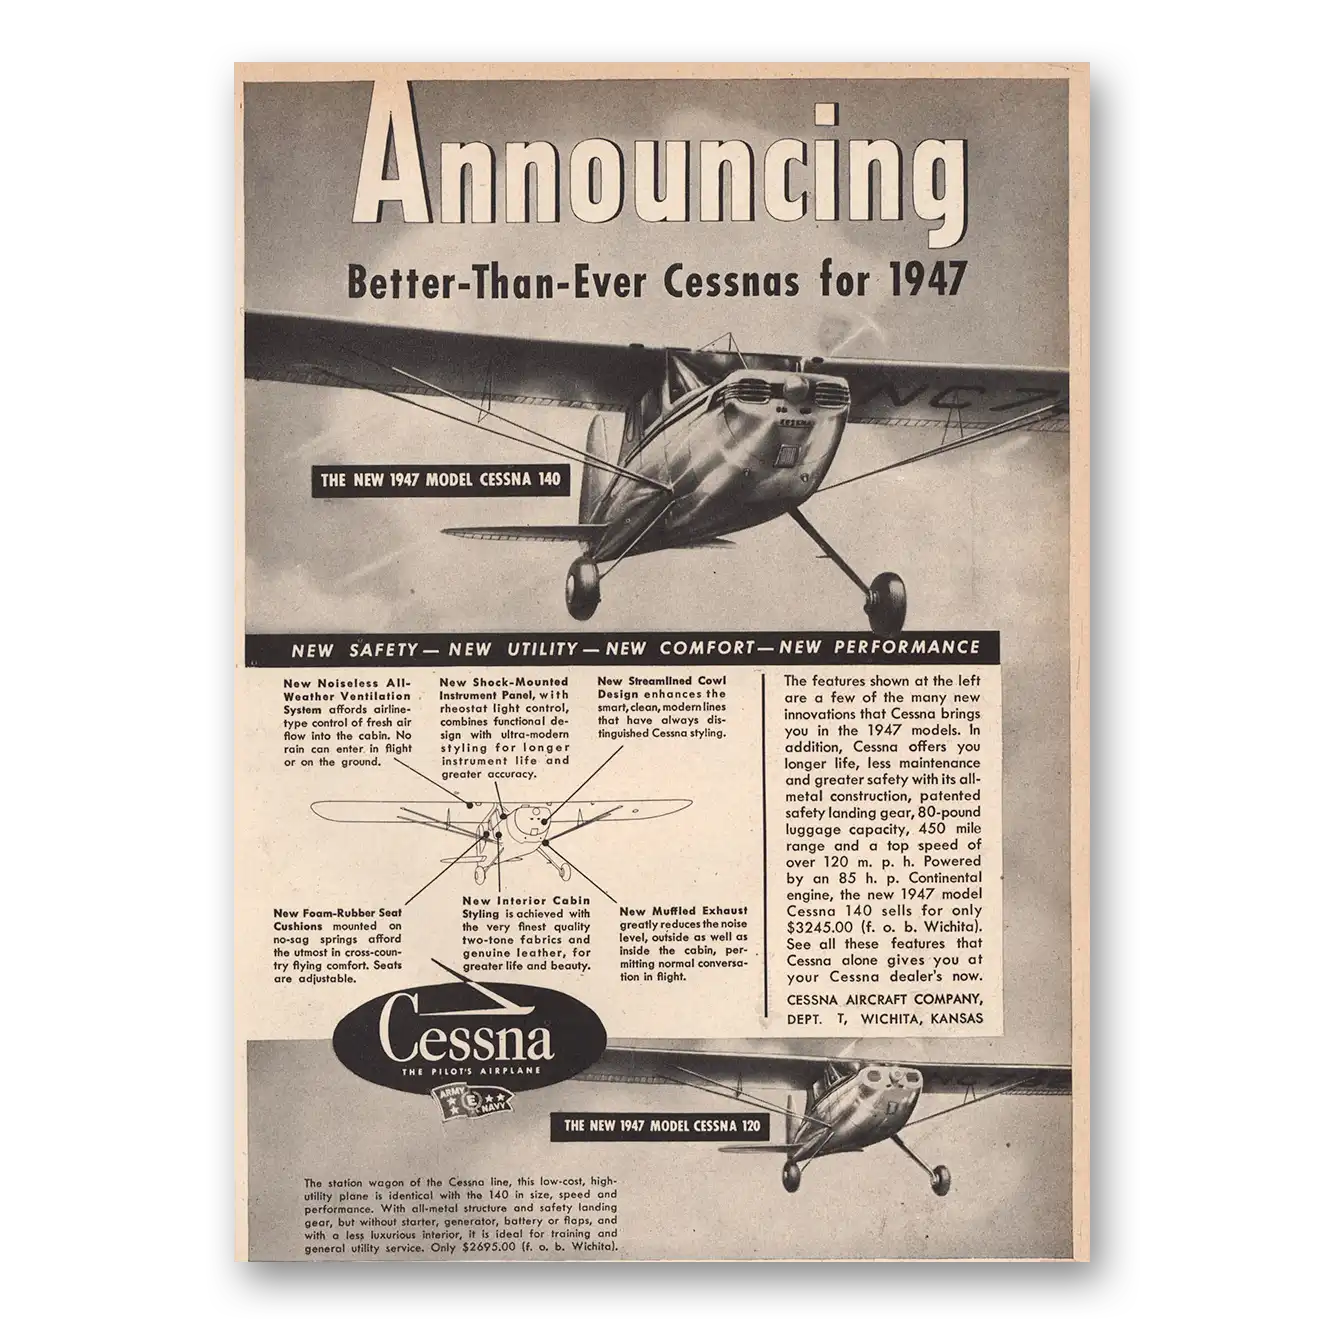 Announcing
Better-Than-Ever Cessnas for 1947
NC7
CESSNA
THE NEW 1947 MODEL CESSNA 140
NEW SAFETY — NEW UTILITY — NEW COMFORT — NEW PERFORMANCE
New Noiseless All-
Weather Ventilation
System affords airline-
type control of fresh air
flow into the cabin. No
rain can enter in flight
or on the ground.
New Shock-Mounted
Instrument Panel, with
rheostat light control,
combines functional de-
sign with ultra-modern
styling for longer
instrument life and
greater accuracy.
New Streamlined Cowl
Design enhances the
smart, clean, modern lines
that have always dis-
tinguished Cessna styling.
New Foam-Rubber Seat
Cushions mounted on
no-sag springs afford
the utmost in cross-coun-
try flying comfort. Seats
are adjustable.
New Interior Cabin
Styling is achieved with
the very finest quality
two-tone fabrics and
genuine leather, for
greater life and beauty.
New Muffled Exhaust
greatly reduces the noise
level, outside as well as
inside the cabin, per-
mitting normal conversa-
tion in flight.
The features shown at the left
are a few of the many new
innovations that Cessna brings
you in the 1947 models. In
addition, Cessna offers you
longer life, less maintenance
and greater safety with its all-
metal construction, patented
safety landing gear, 80-pound
luggage capacity, 450 mile
range and a top speed of
over 120 m. p. h. Powered
by an 85 h. p. Continental
engine, the new 1947 model
Cessna 140 sells for only
$3245.00 (f. o. b. Wichita).
See all these features that
Cessna alone gives you at
your Cessna dealer's now.
CESSNA AIRCRAFT COMPANY,
DEPT. T, WICHITA, KANSAS
Cessna
THE PILOT'S AIRPLANE
ARMY E NAVY
THE NEW 1947 MODEL CESSNA 120
The station wagon of the Cessna line, this low-cost, high-
utility plane is identical with the 140 in size, speed and
performance. With all-metal structure and safety landing
gear, but without starter, generator, battery or flaps, and
with a less luxurious interior, it is ideal for training and
general utility service. Only $2695.00 (f. o. b. Wichita).